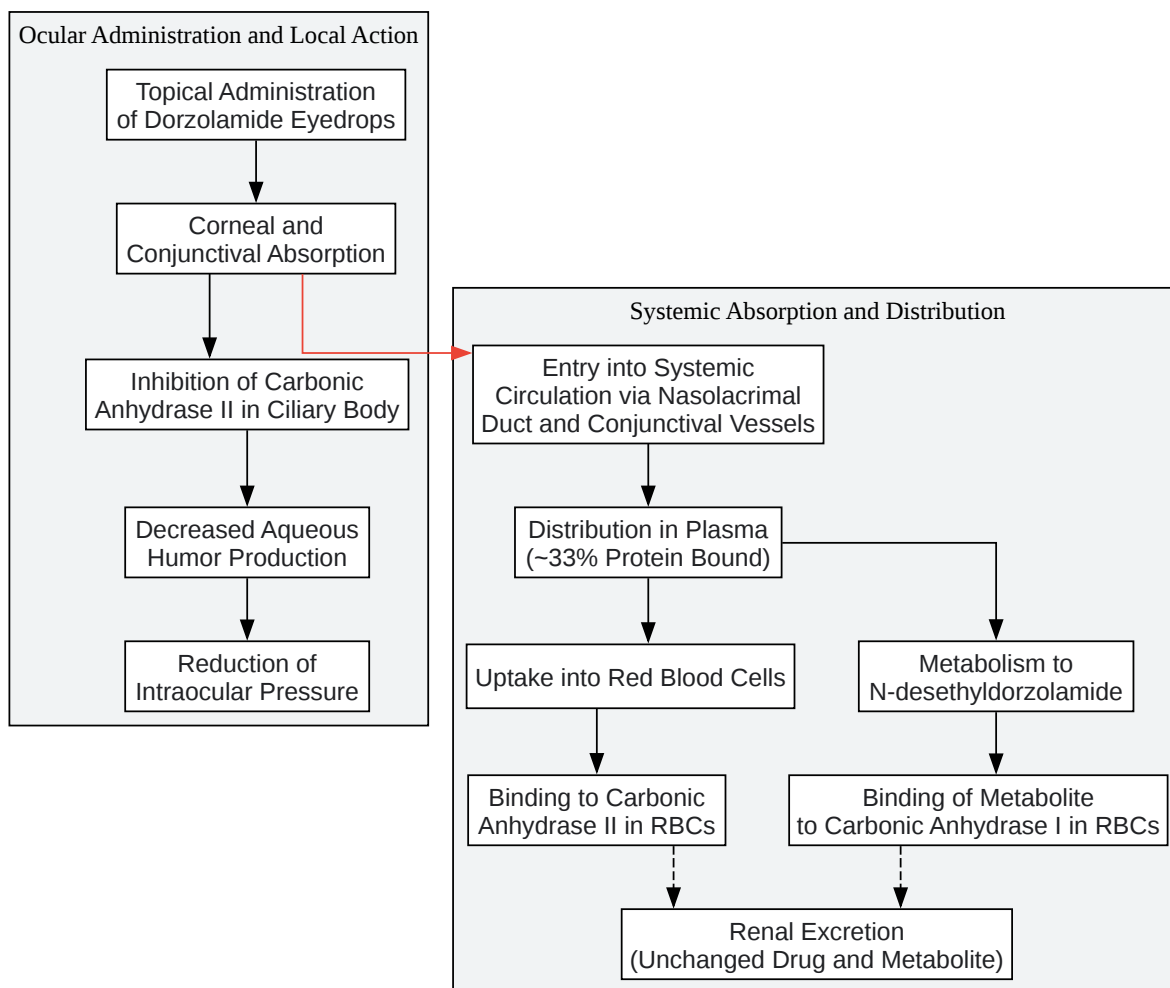 Ocular Administration and Local Action
Topical Administration
of Dorzolamide Eyedrops
Corneal and
Conjunctival Absorption
Inhibition of Carbonic
Anhydrase II in Ciliary Body
Decreased Aqueous
Humor Production
Reduction of
Intraocular Pressure
Systemic Absorption and Distribution
Entry into Systemic
Circulation via Nasolacrimal
Duct and Conjunctival Vessels
Distribution in Plasma
(~33% Protein Bound)
Uptake into Red Blood Cells
Metabolism to
N-desethyldorzolamide
Binding to Carbonic
Anhydrase II in RBCs
Binding of Metabolite
to Carbonic Anhydrase I in RBCs
Renal Excretion
(Unchanged Drug and Metabolite)